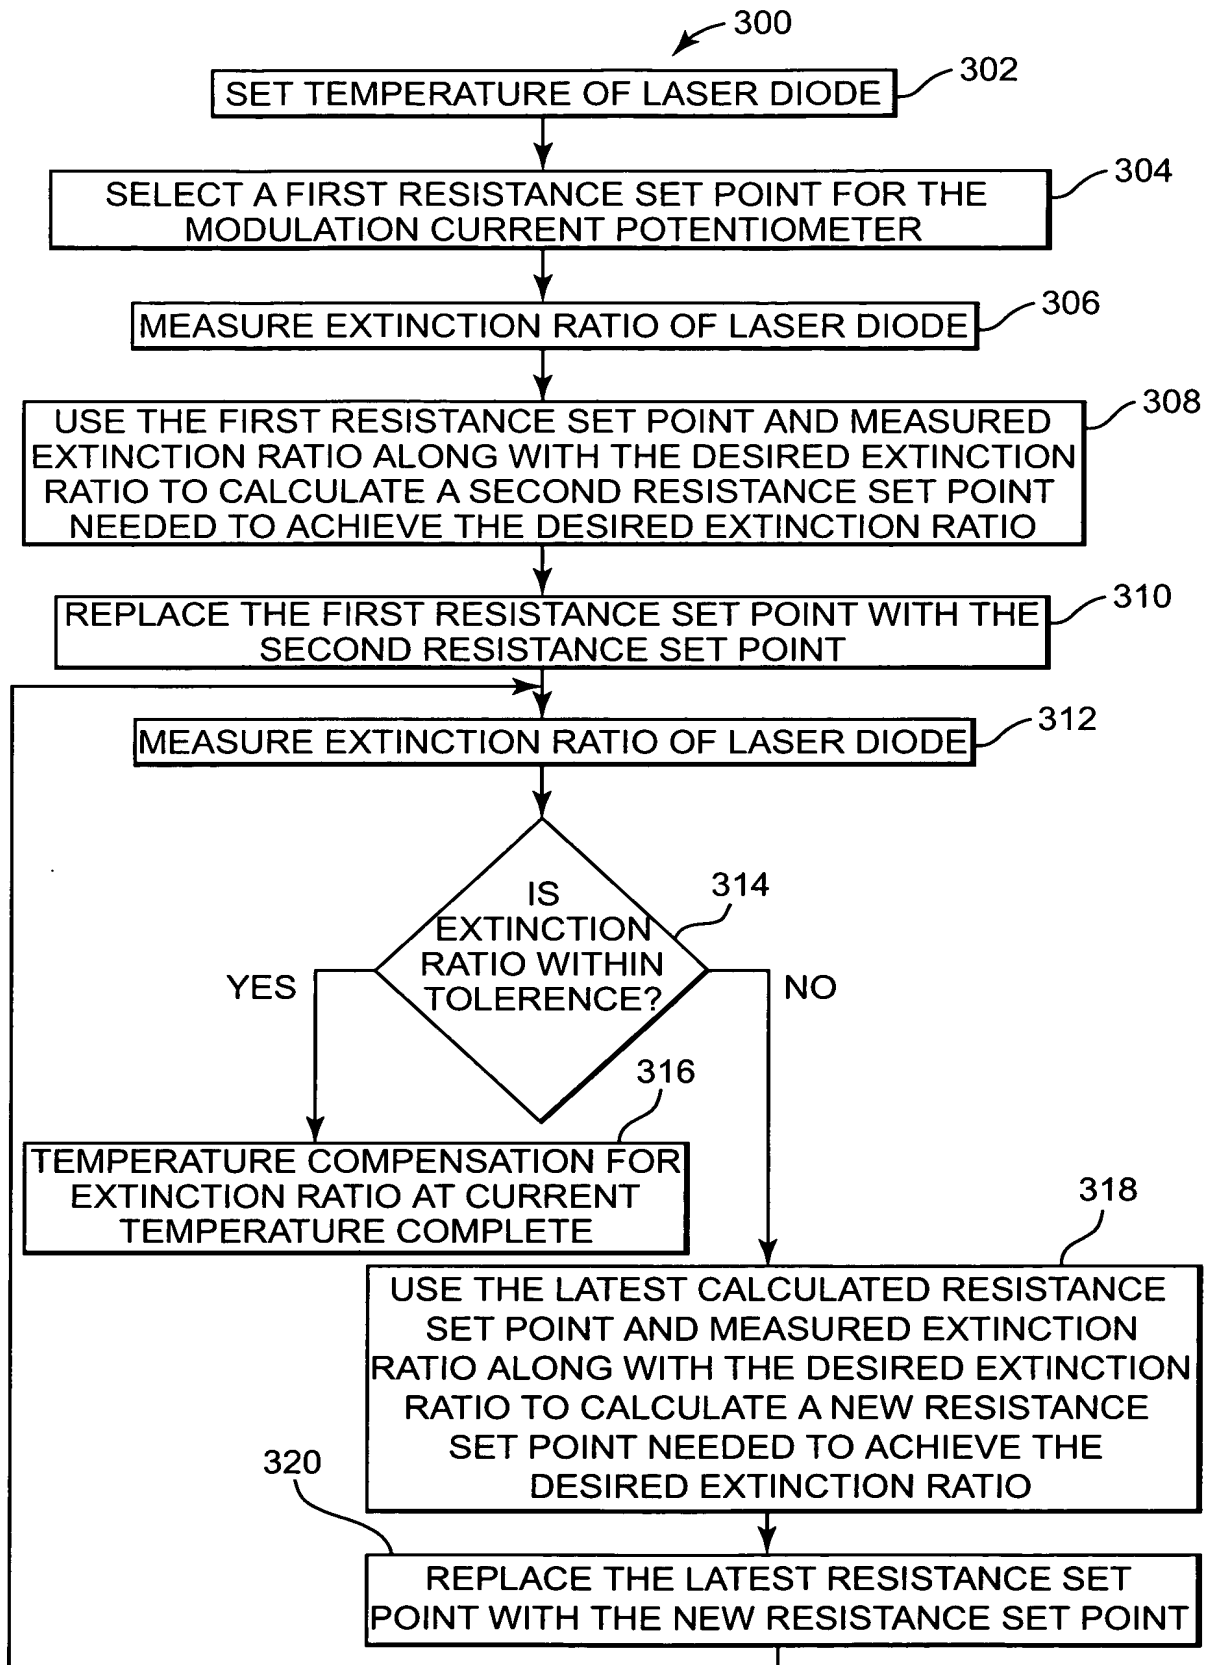 300
SET TEMPERATURE OF LASER DIODE
302
SELECT A FIRST RESISTANCE SET POINT FOR THE
MODULATION CURRENT POTENTIOMETER
304
MEASURE EXTINCTION RATIO OF LASER DIODE
306
USE THE FIRST RESISTANCE SET POINT AND MEASURED
EXTINCTION RATIO ALONG WITH THE DESIRED EXTINCTION
RATIO TO CALCULATE A SECOND RESISTANCE SET POINT
NEEDED TO ACHIEVE THE DESIRED EXTINCTION RATIO
308
REPLACE THE FIRST RESISTANCE SET POINT WITH THE
SECOND RESISTANCE SET POINT
310
MEASURE EXTINCTION RATIO OF LASER DIODE
312
IS
EXTINCTION
RATIO WITHIN
TOLERENCE?
314
YES
NO
316
TEMPERATURE COMPENSATION FOR
EXTINCTION RATIO AT CURRENT
TEMPERATURE COMPLETE
318
USE THE LATEST CALCULATED RESISTANCE
SET POINT AND MEASURED EXTINCTION
RATIO ALONG WITH THE DESIRED EXTINCTION
RATIO TO CALCULATE A NEW RESISTANCE
SET POINT NEEDED TO ACHIEVE THE
DESIRED EXTINCTION RATIO
320
REPLACE THE LATEST RESISTANCE SET
POINT WITH THE NEW RESISTANCE SET POINT